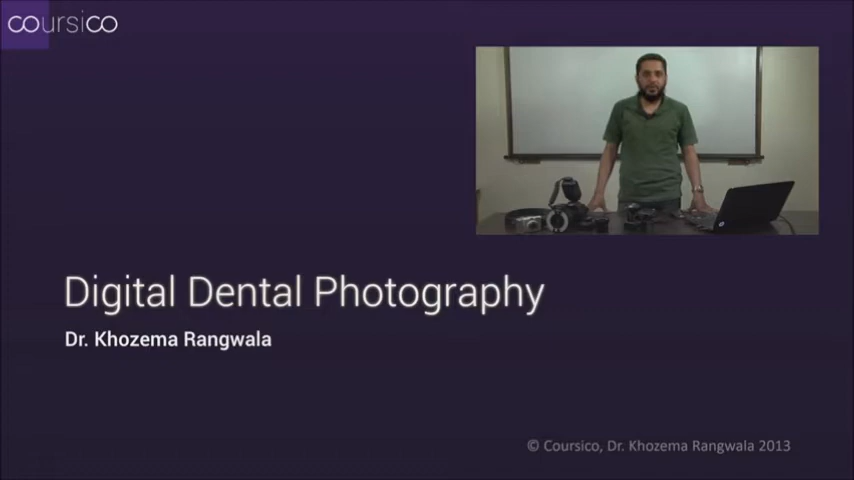 coursico
Digital Dental Photography
Dr. Khozema Rangwala
© Coursico, Dr. Khozema Rangwala 2013